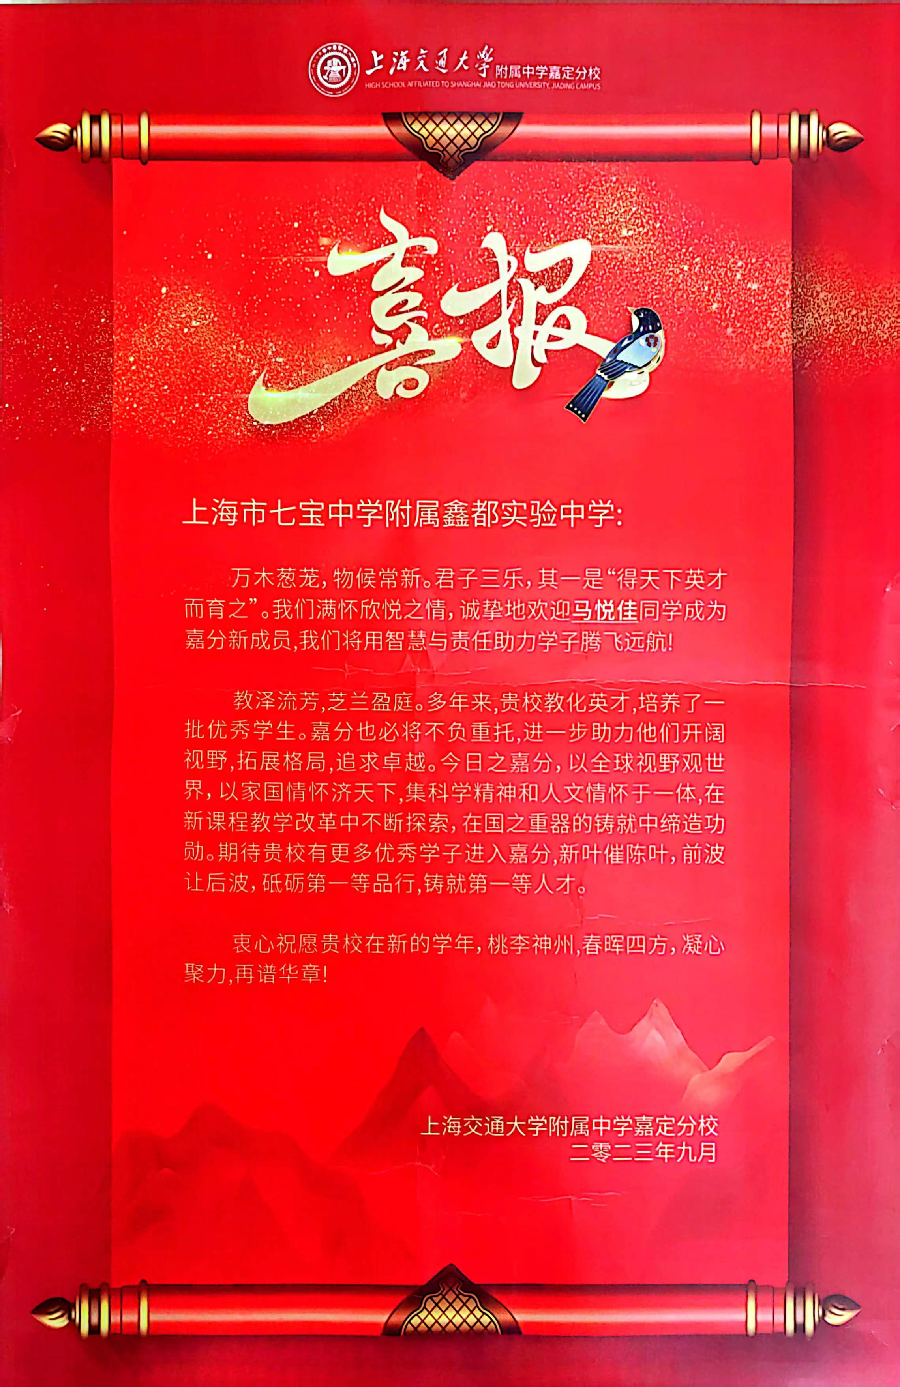 上海交通大学附属中学嘉定分校
HIGH SCHOOL AFFILIATED TO SHANGHAI JIAO TONG UNIVERSITY, JIADING CAMPUS
喜报
上海市七宝中学附属鑫都实验中学:
万木葱茏，物候常新。君子三乐，其一是“得天下英才
而育之”。我们满怀欣悦之情，诚挚地欢迎马悦佳同学成为
嘉分新成员,我们将用智慧与责任助力学子腾飞远航!
教泽流芳,芝兰盈庭。多年来,贵校教化英才,培养了一
批优秀学生。嘉分也必将不负重托,进一步助力他们开阔
视野,拓展格局,追求卓越。今日之嘉分，以全球视野观世
界，以家国情怀济天下,集科学精神和人文情怀于一体,在
新课程教学改革中不断探索，在国之重器的铸就中缔造功
勋。期待贵校有更多优秀学子进入嘉分,新叶催陈叶，前波
让后波，砥砺第一等品行,铸就第一等人才。
衷心祝愿贵校在新的学年，桃李神州,春晖四方，凝心
聚力,再谱华章!
上海交通大学附属中学嘉定分校
二零二三年九月